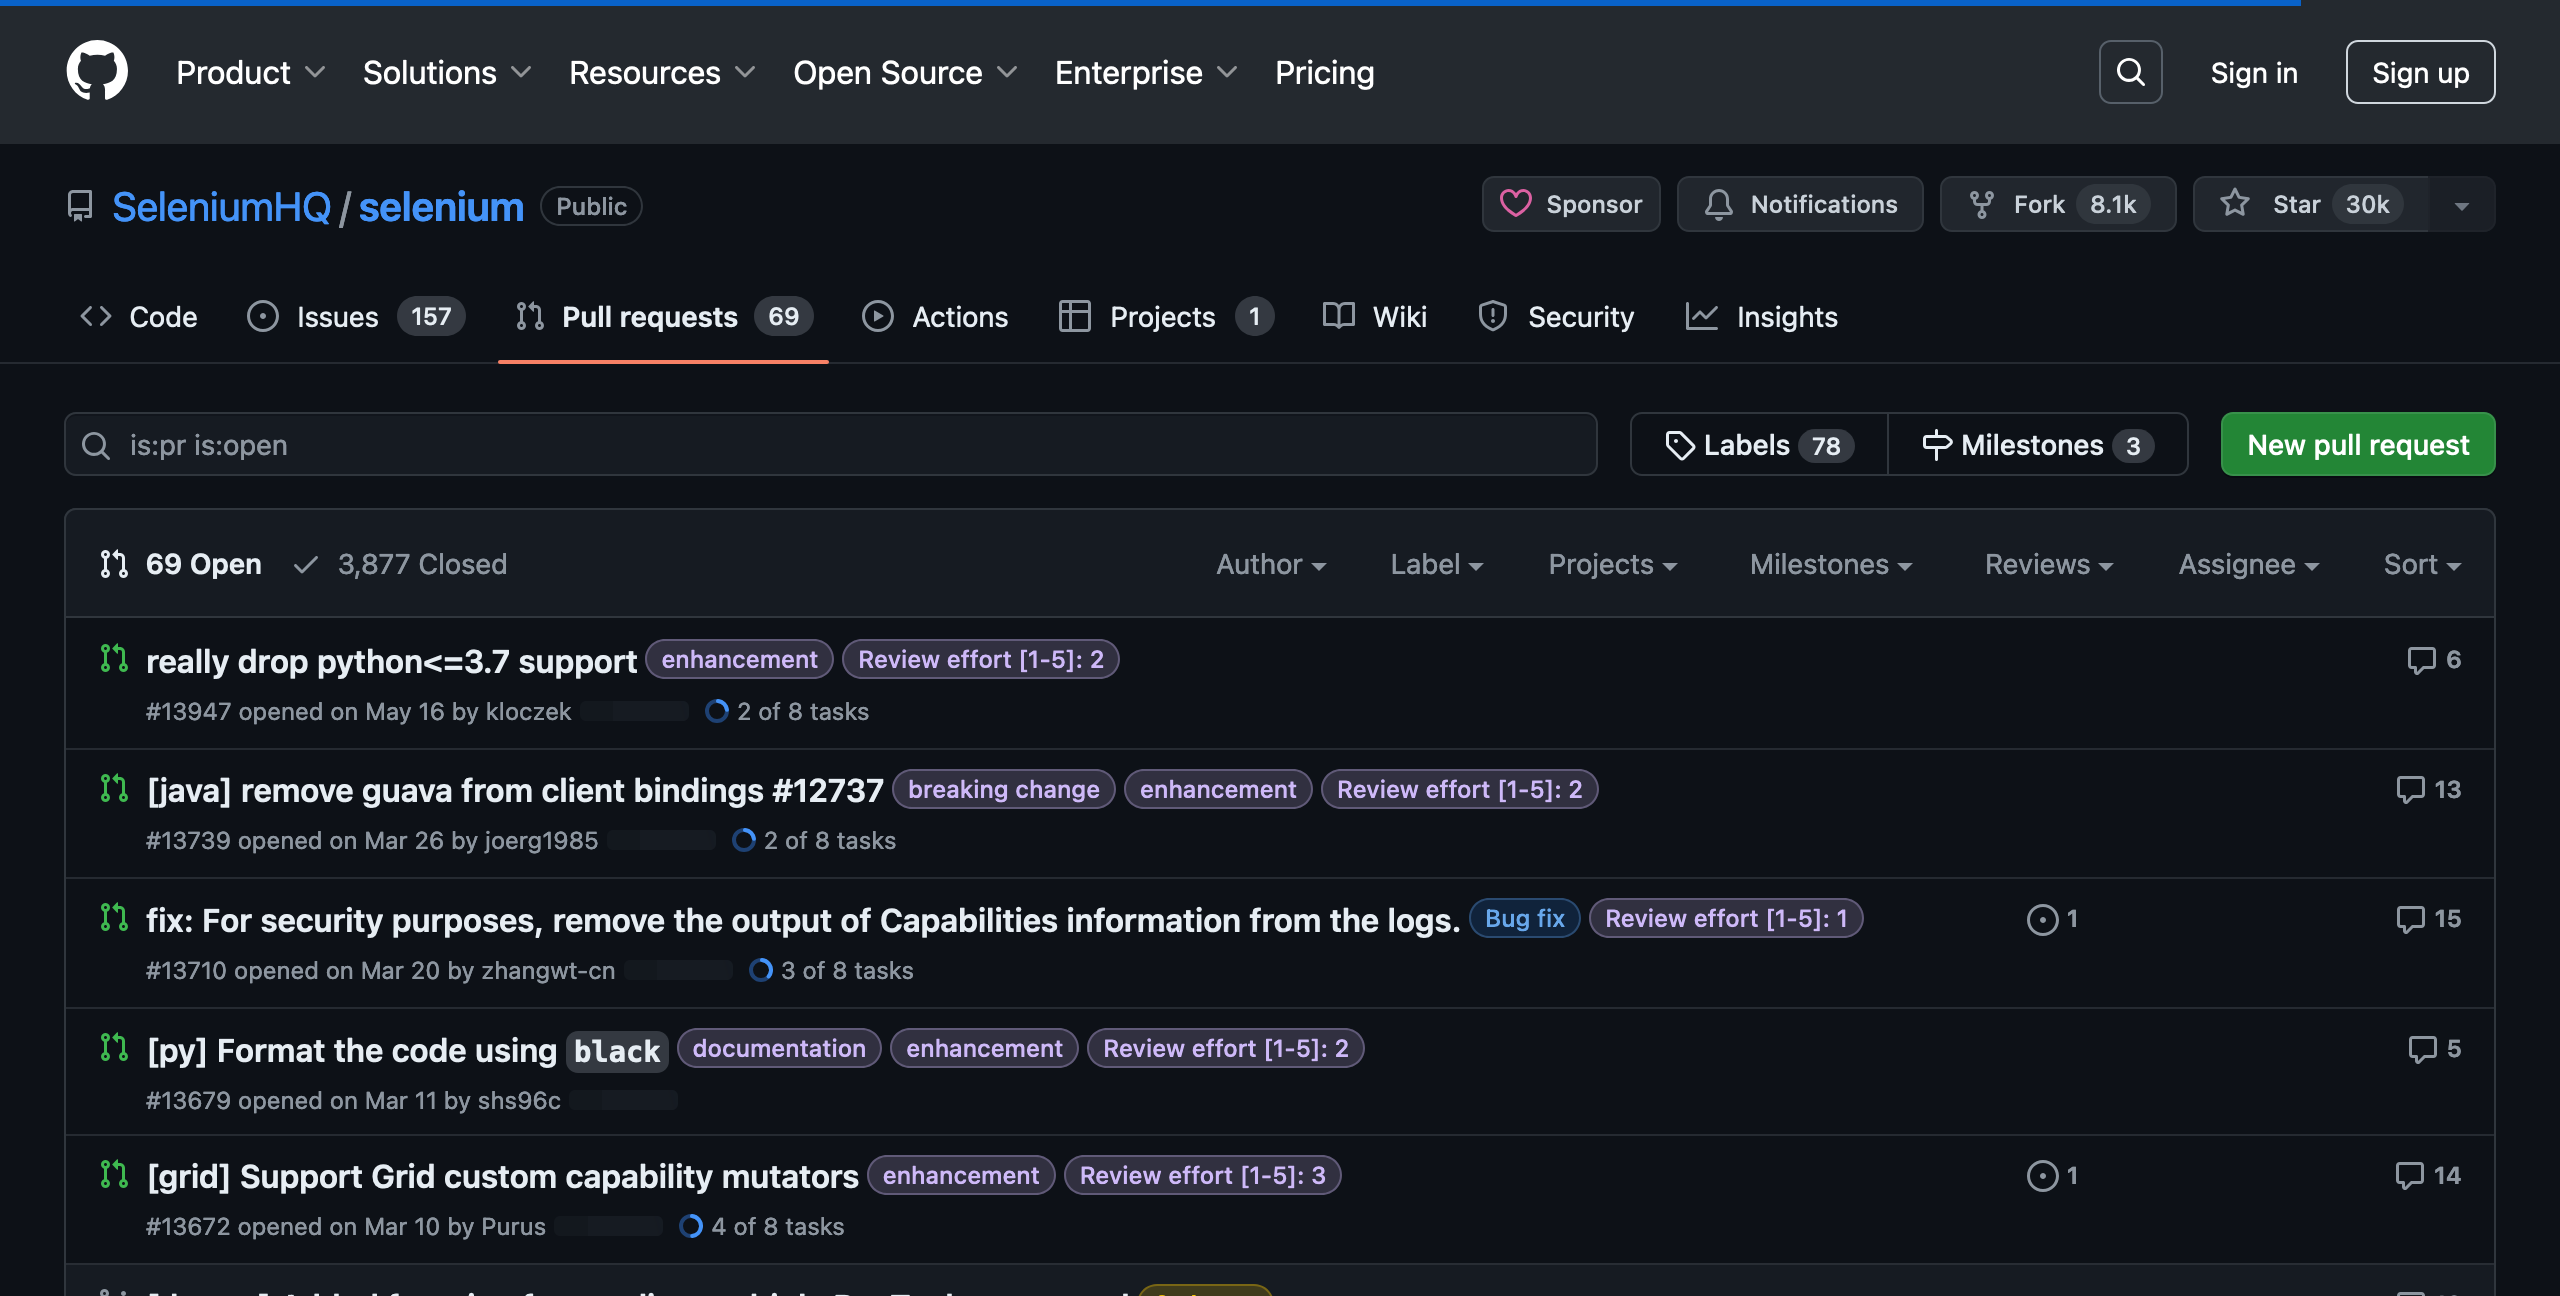 Product Solutions Resources Open Source Enterprise Pricing Sign in Sign up
SeleniumHQ / selenium Public Sponsor Notifications Fork 8.1k Star 30k
Code Issues 157 Pull requests 69 Actions Projects 1 Wiki Security Insights
is:pr is:open Labels 78 Milestones 3 New pull request
69 Open 3,877 Closed Author Label Projects Milestones Reviews Assignee Sort
really drop python<=3.7 support enhancement Review effort [1-5]: 2 6
#13947 opened on May 16 by kloczek 2 of 8 tasks
[java] remove guava from client bindings #12737 breaking change enhancement Review effort [1-5]: 2 13
#13739 opened on Mar 26 by joerg1985 2 of 8 tasks
fix: For security purposes, remove the output of Capabilities information from the logs. Bug fix Review effort [1-5]: 1 1 15
#13710 opened on Mar 20 by zhangwt-cn 3 of 8 tasks
[py] Format the code using black documentation enhancement Review effort [1-5]: 2 5
#13679 opened on Mar 11 by shs96c
[grid] Support Grid custom capability mutators enhancement Review effort [1-5]: 3 1 14
#13672 opened on Mar 10 by Purus 4 of 8 tasks